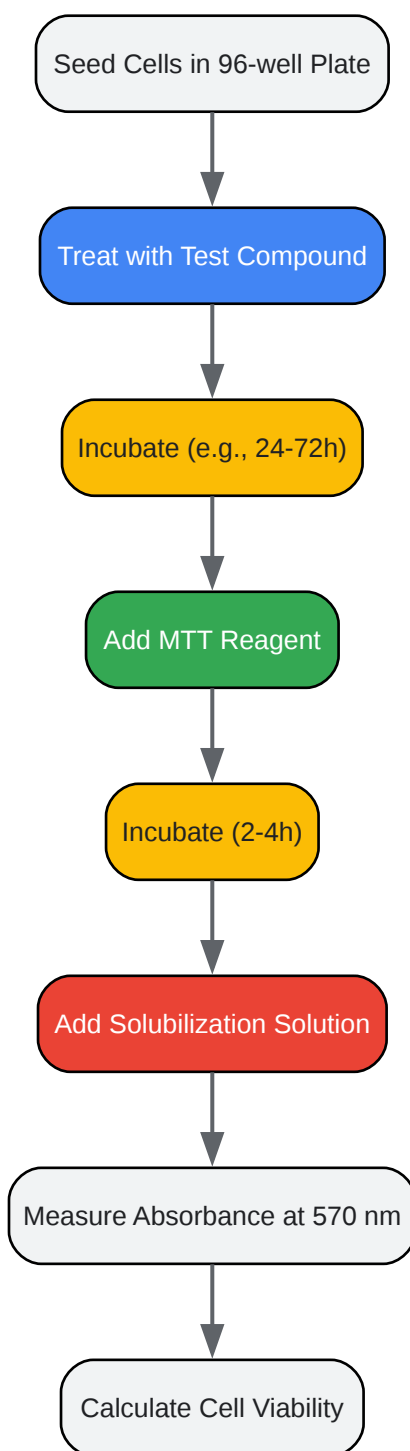 Seed Cells in 96-well Plate
Treat with Test Compound
Incubate (e.g., 24-72h)
Add MTT Reagent
Incubate (2-4h)
Add Solubilization Solution
Measure Absorbance at 570 nm
Calculate Cell Viability